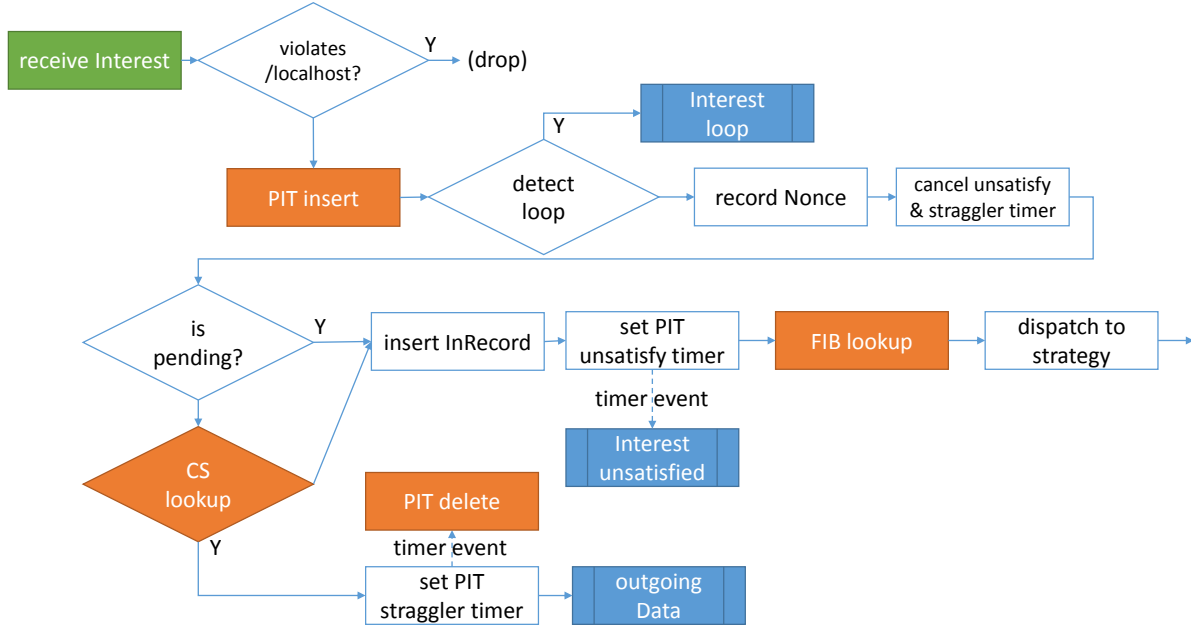 receive Interest
violates
/localhost?
Y
(drop)
Interest
loop
Y
PIT insert
detect
loop
record Nonce
cancel unsatisfy
& straggler timer
is
pending?
Y
insert InRecord
set PIT
unsatisfy timer
FIB lookup
dispatch to
strategy
timer event
Interest
unsatisfied
CS
lookup
Y
PIT delete
timer event
set PIT
straggler timer
outgoing
Data